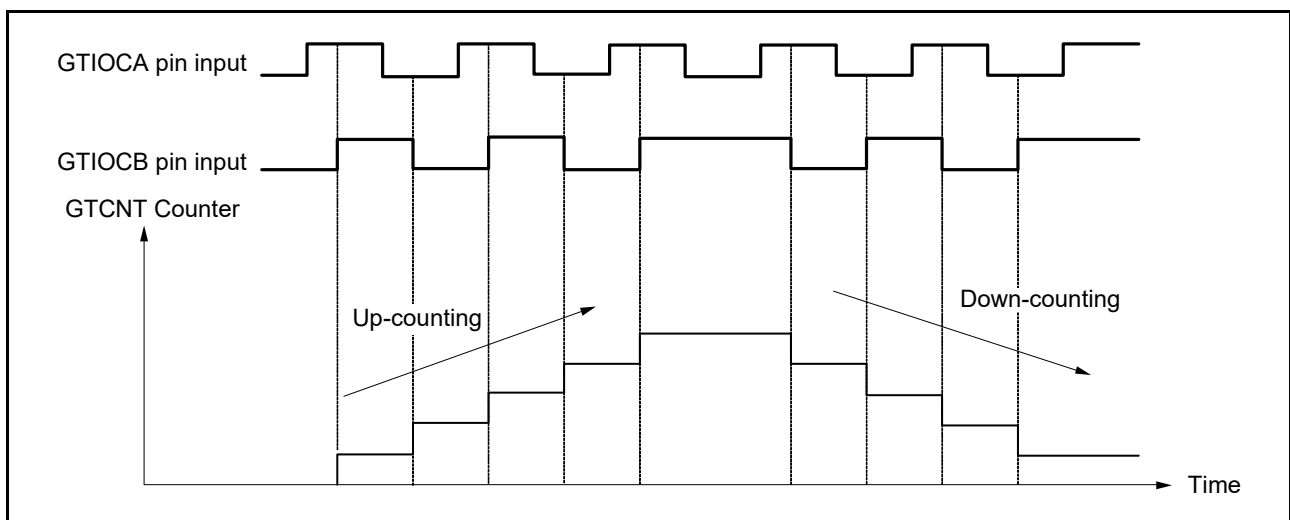 GTIOCA pin input
GTIOCB pin input
GTCNT Counter
Up-counting
Down-counting
Time